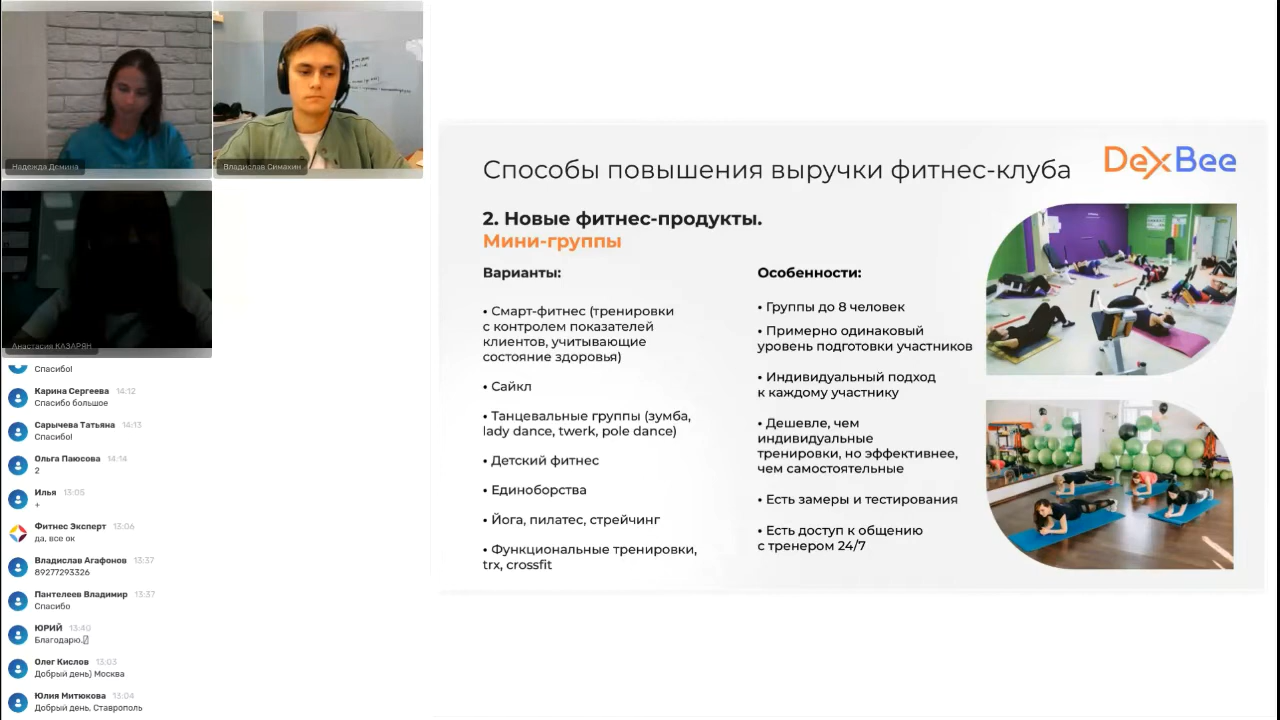 Надежда Демина
Владислав Симакин
Анастасия КАЗАРЯН
Спасибо!
Карина Сергеева 14:12
Спасибо большое
Сарычева Татьяна 14:13
Спасибо!
Ольга Паюсова 14:14
2
Илья 13:05
+
Фитнес Эксперт 13:06
да, все ок
Владислав Агафонов 13:37
89277293326
Пантелеев Владимир 13:37
Спасибо
ЮРИЙ 13:40
Благодарю.
Олег Кислов 13:03
Добрый день) Москва
Юлия Митюкова 13:04
Добрый день, Ставрополь
Способы повышения выручки фитнес-клуба
DexBee
2. Новые фитнес-продукты.
Мини-группы
Варианты:
• Смарт-фитнес (тренировки
с контролем показателей
клиентов, учитывающие
состояние здоровья)
• Сайкл
• Танцевальные группы (зумба,
lady dance, twerk, pole dance)
• Детский фитнес
• Единоборства
• Йога, пилатес, стрейчинг
• Функциональные тренировки,
trx, crossfit
Особенности:
• Группы до 8 человек
• Примерно одинаковый
уровень подготовки участников
• Индивидуальный подход
к каждому участнику
• Дешевле, чем
индивидуальные
тренировки, но эффективнее,
чем самостоятельные
• Есть замеры и тестирования
• Есть доступ к общению
с тренером 24/7